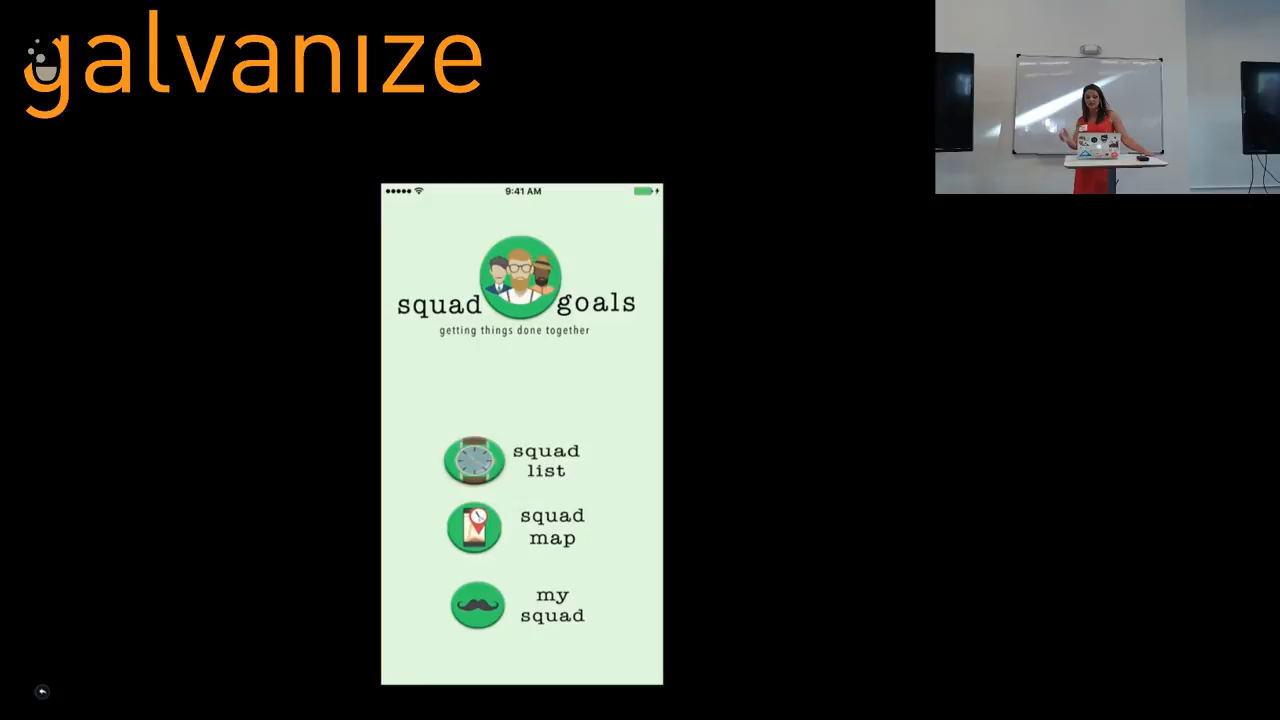 galvanize
9:41 AM
squad goals
getting things done together
squad
list
squad
map
my
squad